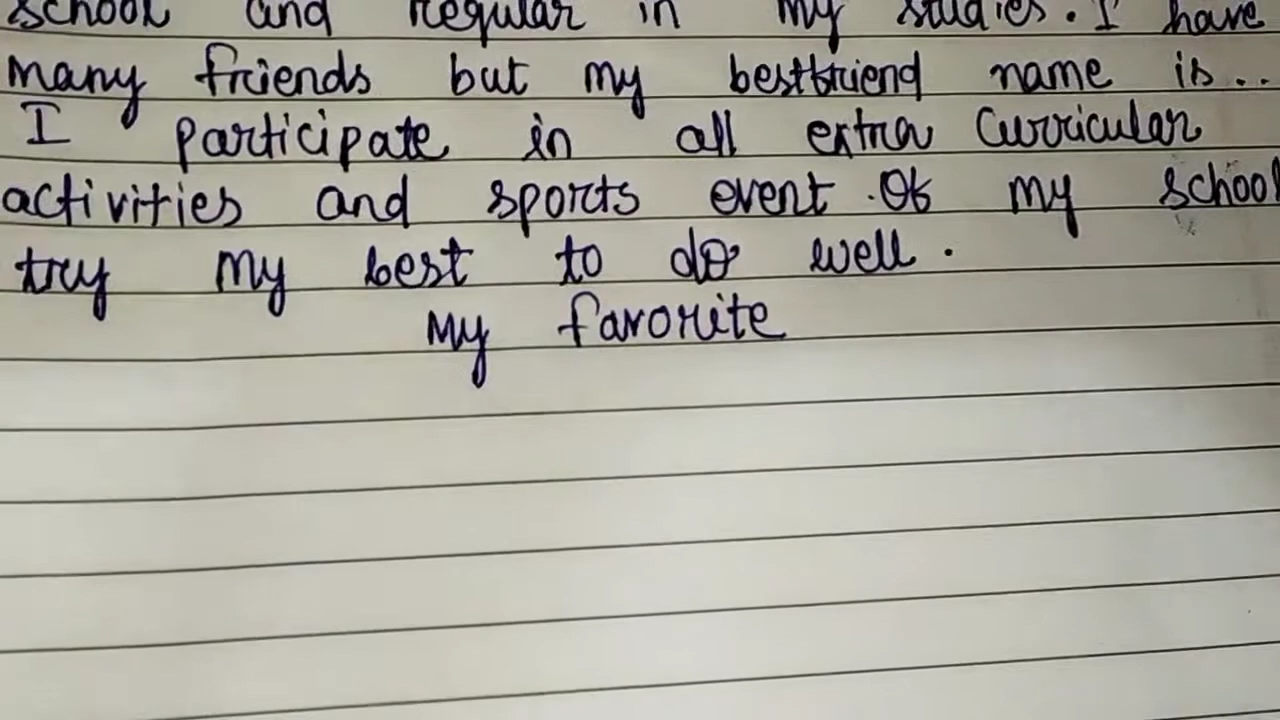 school and regular in my studies. I have
many friends but my bestfriend name is...
I participate in all extra curricular
activities and sports event. Of my school
try my best to do well.
My favorite